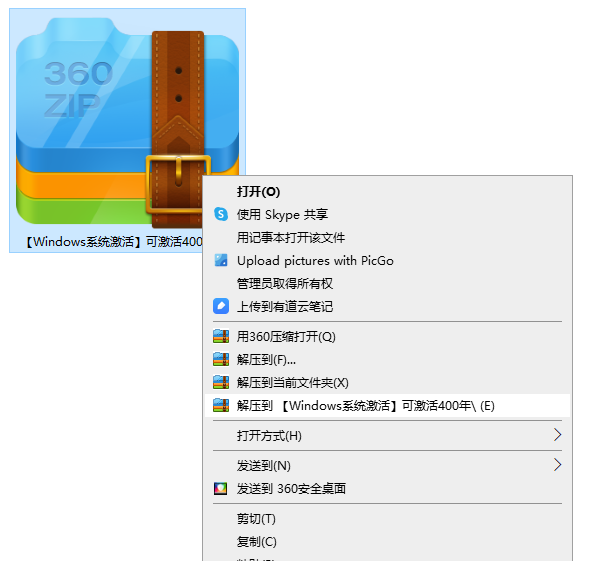 360
ZIP
【Windows系统激活】可激活400
打开(O)
使用 Skype 共享
用记事本打开该文件
Upload pictures with PicGo
管理员取得所有权
上传到有道云笔记
用360压缩打开(Q)
解压到(F)...
解压到当前文件夹(X)
解压到 【Windows系统激活】可激活400年\ (E)
打开方式(H)
发送到(N)
发送到 360安全桌面
剪切(T)
复制(C)